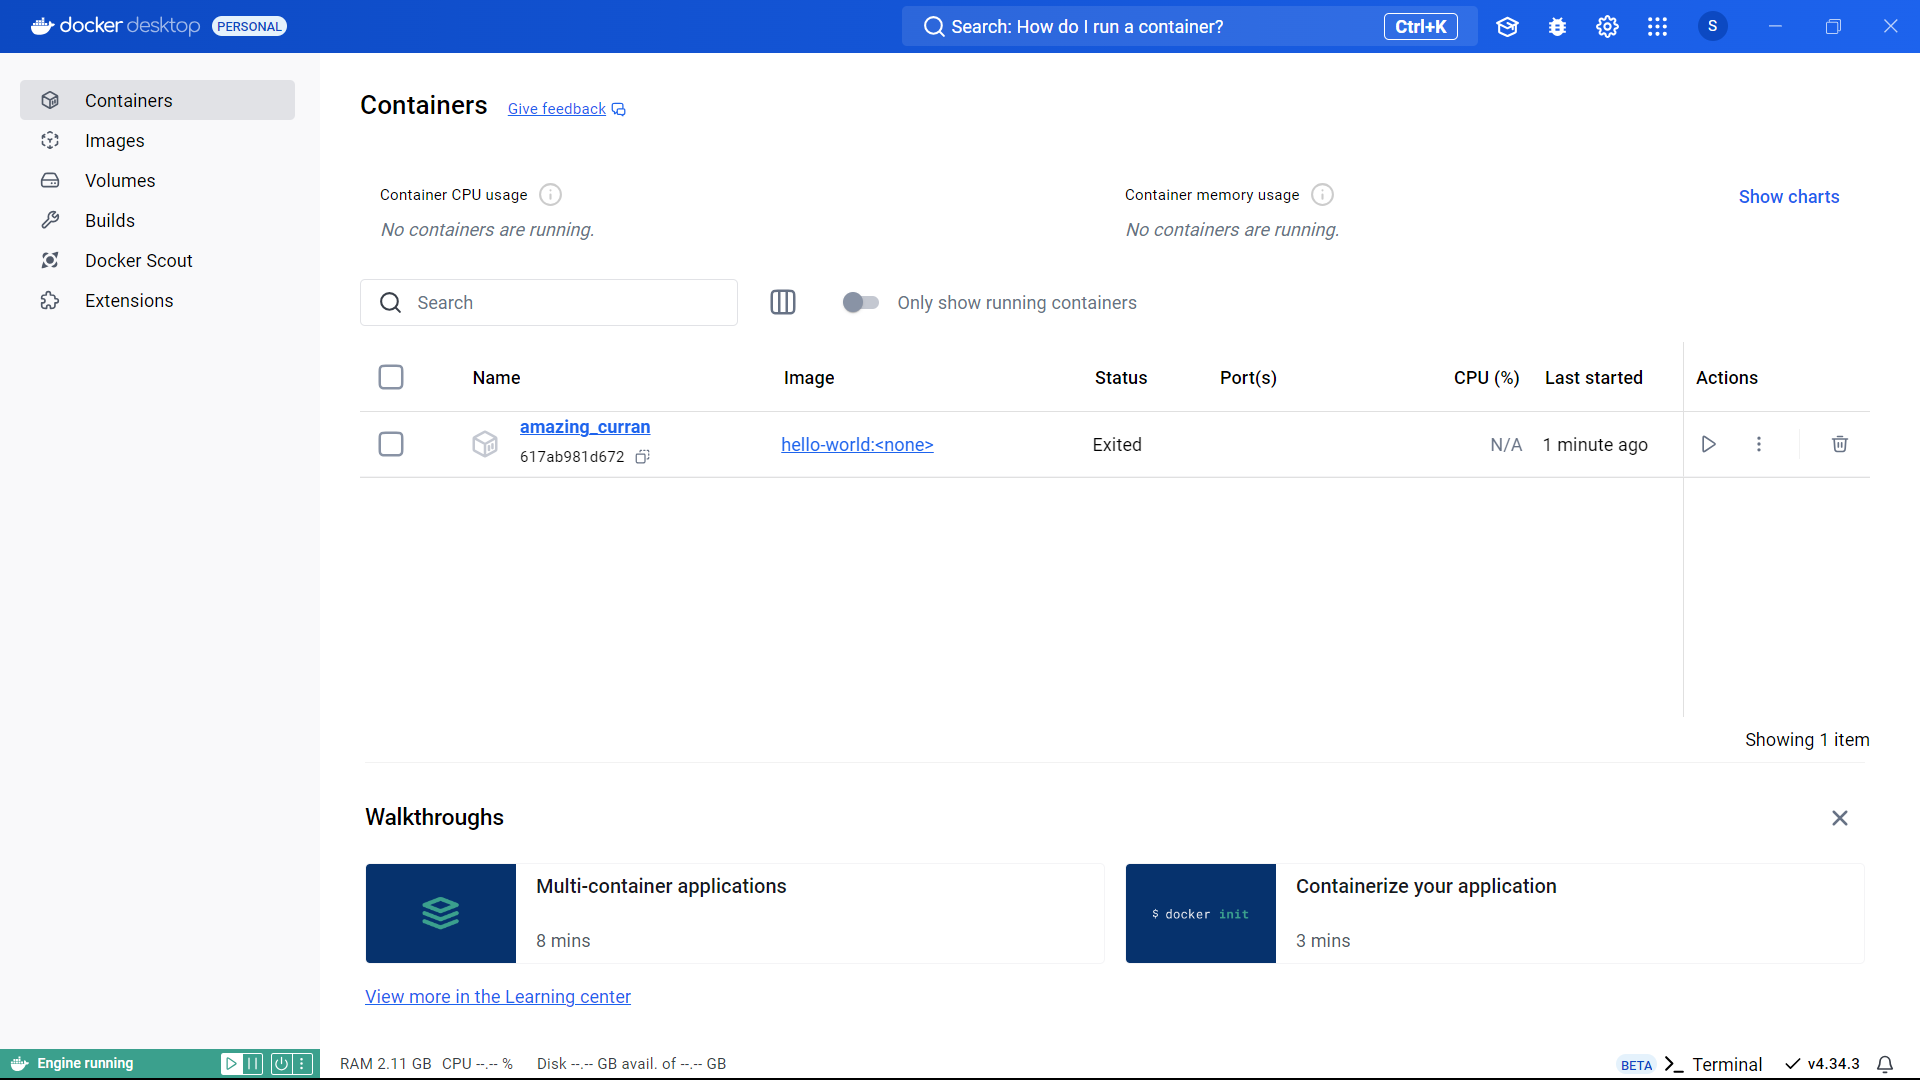 docker desktop PERSONAL
Search: How do I run a container? Ctrl+K
S
Containers
Images
Volumes
Builds
Docker Scout
Extensions
Containers Give feedback
Container CPU usage
No containers are running.
Container memory usage
No containers are running.
Show charts
Search
Only show running containers
Name Image Status Port(s) CPU (%) Last started Actions
amazing_curran
617ab981d672
hello-world:<none> Exited N/A 1 minute ago
Showing 1 item
Walkthroughs
Multi-container applications
8 mins
$ docker init
Containerize your application
3 mins
View more in the Learning center
Engine running
RAM 2.11 GB CPU --.-- % Disk --.-- GB avail. of --.-- GB
BETA Terminal v4.34.3